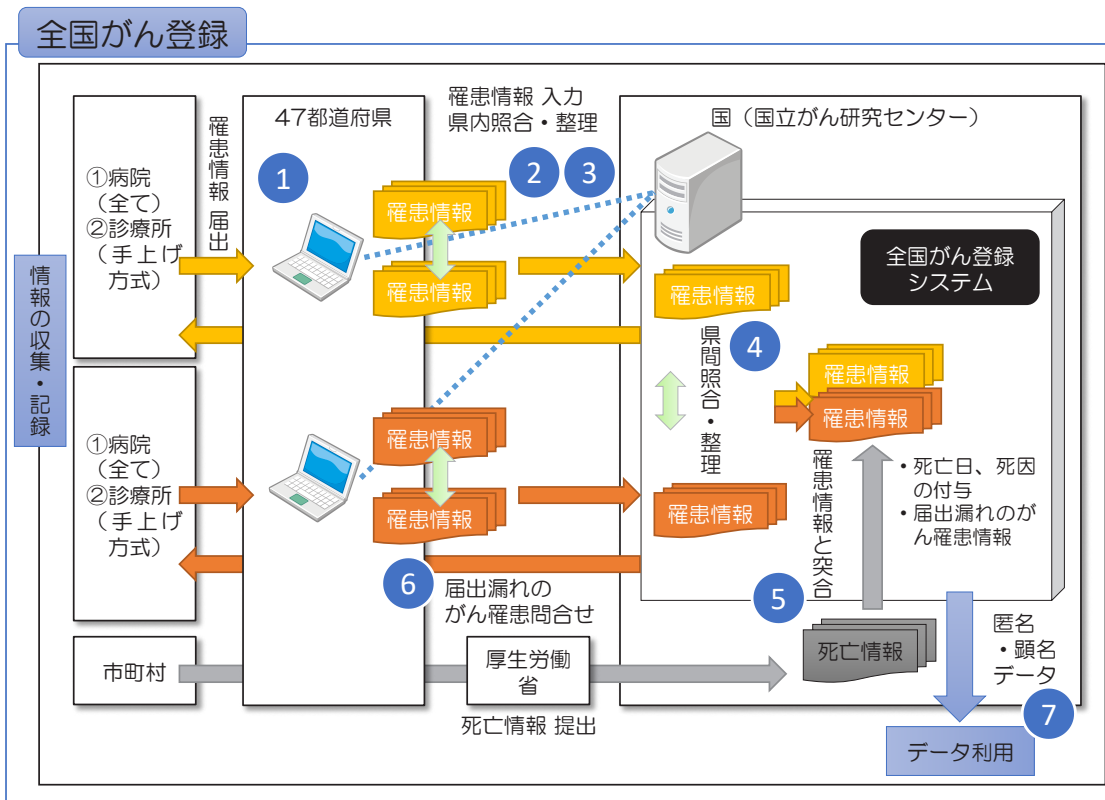 全国がん登録
情報の収集・記録
①病院
（全て）
②診療所
（手上げ
方式）
罹患情報 届出
47都道府県
1
罹患情報 入力
県内照合・整理
2
3
罹患情報
罹患情報
国（国立がん研究センター）
全国がん登録
システム
罹患情報
4
県間照合・整理
罹患情報
罹患情報
①病院
（全て）
②診療所
（手上げ
方式）
罹患情報
罹患情報
罹患情報
罹患情報と突合
・死亡日、死因
の付与
・届出漏れのが
ん罹患情報
6
届出漏れの
がん罹患問合せ
5
市町村
厚生労働
省
死亡情報 提出
死亡情報
匿名
・顕名
データ
7
データ利用